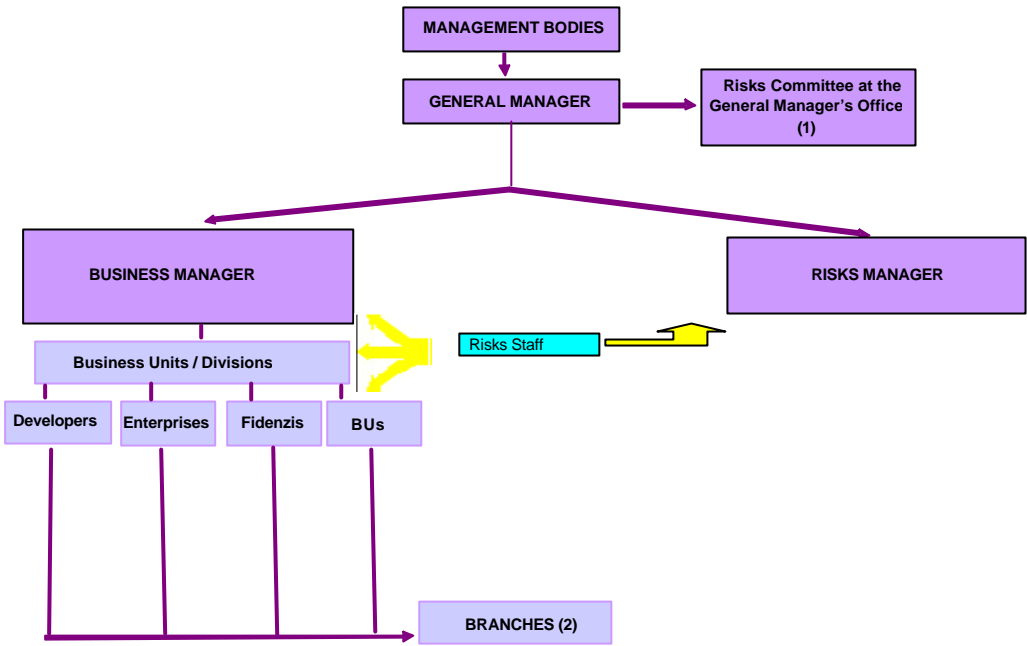 MANAGEMENT BODIES
GENERAL MANAGER
Risks Committee at the
General Manager's Office
(1)
BUSINESS MANAGER
RISKS MANAGER
Risks Staff
Business Units / Divisions
Developers
Enterprises
Fidenzis
BUs
BRANCHES (2)